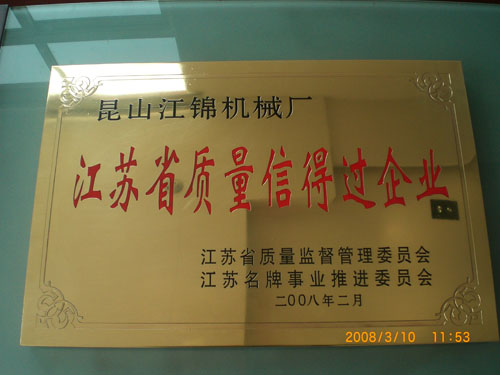 昆山江锦机械厂
江苏省质量信得过企业
江苏省质量监督管理委员会
江苏名牌事业推进委员会
二00八年二月
2008/3/10 11:53